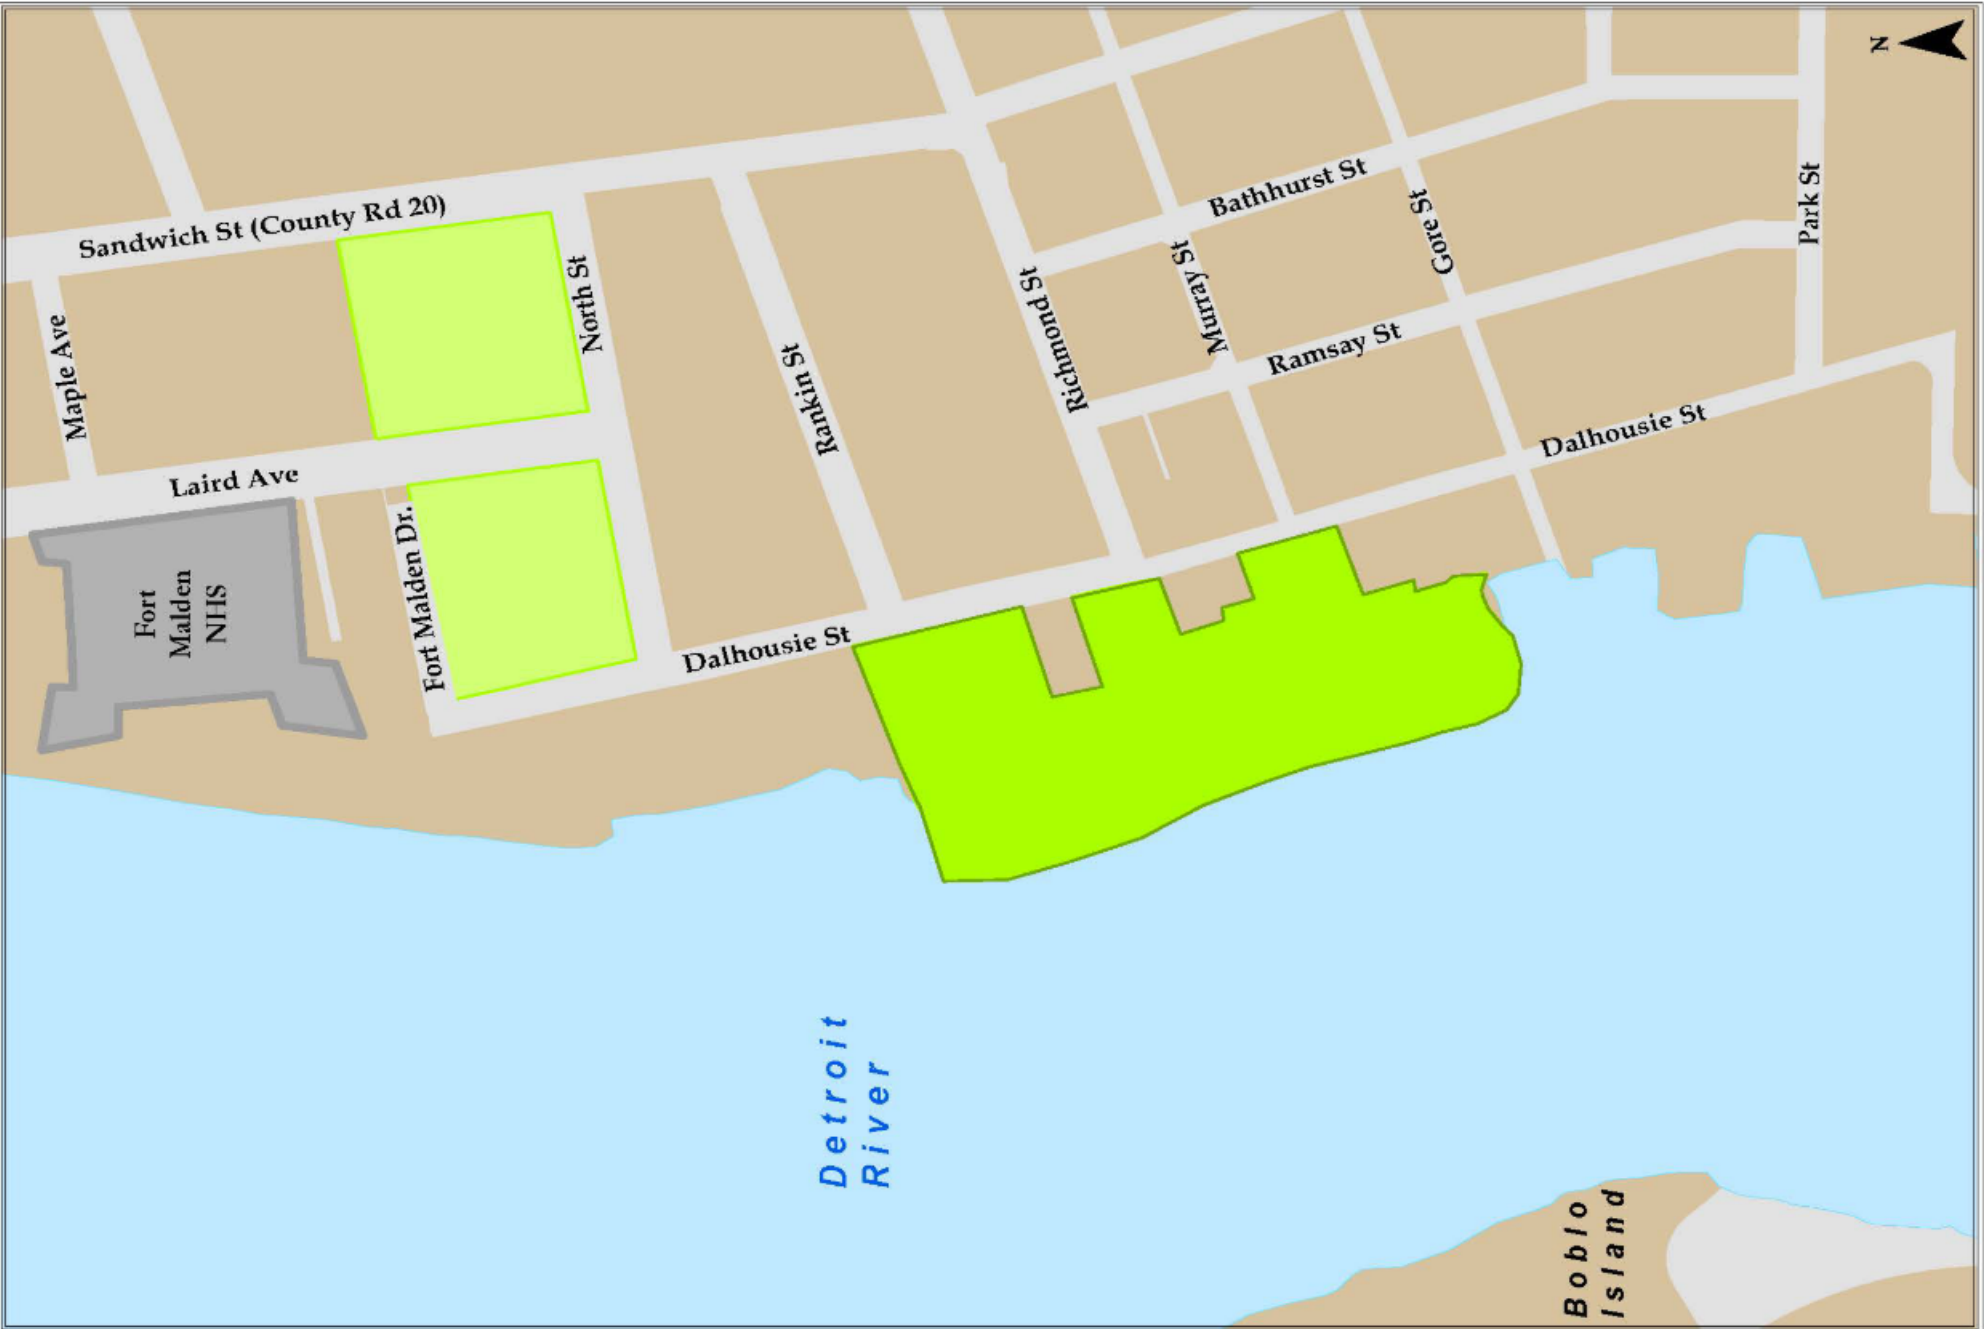 N
Sandwich St (County Rd 20)
Maple Ave
North St
Laird Ave
Fort
Malden
NHS
Fort Malden Dr.
Rankin St
Richmond St
Murray St
Bathhurst St
Gore St
Ramsay St
Park St
Dalhousie St
Dalhousie St
Detroit
River
Boblo
Island